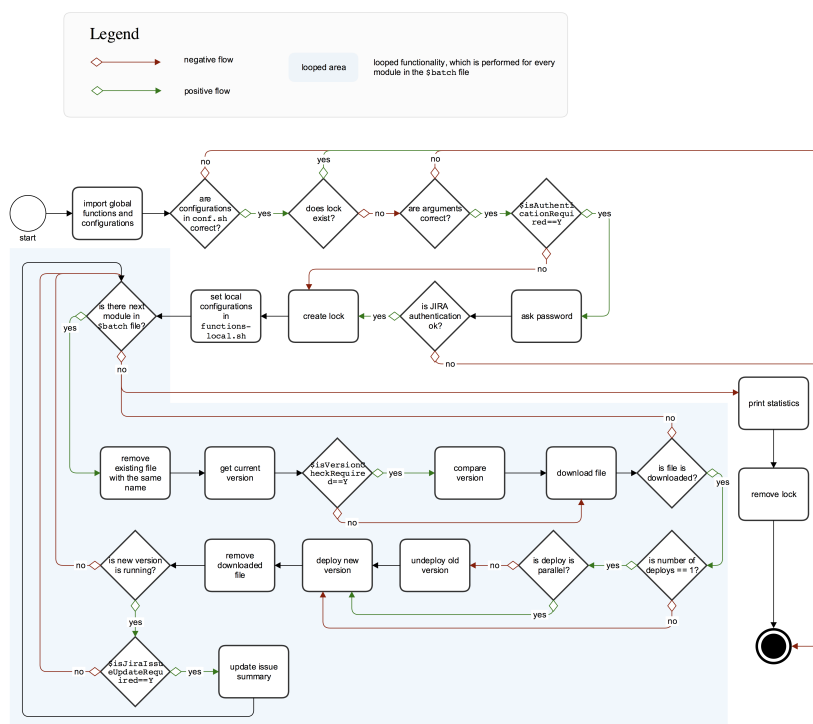 Legend
negative flow
positive flow
looped area
looped functionality, which is performed for every
module in the $batch file
no
yes
no
import global
functions and
configurations
start
are
configurations
in conf.sh
correct?
yes
does lock
exist?
no
are arguments
correct?
yes
$isAuthenti
cationRequi
red==Y
yes
no
is there next
module in
$batch file?
yes
no
set local
configurations
in
functions-
local.sh
create lock
yes
is JIRA
authentication
ok?
no
ask password
print statistics
no
remove
existing file
with the same
name
get current
version
$isVersionC
heckRequire
d==Y
yes
no
compare
version
download file
is file is
downloaded?
yes
remove lock
no
is new version
is running?
yes
remove
downloaded
file
deploy new
version
undeploy old
version
no
is deploy is
parallel?
yes
yes
is number of
deploys == 1?
no
no
$isJiraIssu
eUpdateRequ
ired==Y
yes
update issue
summary